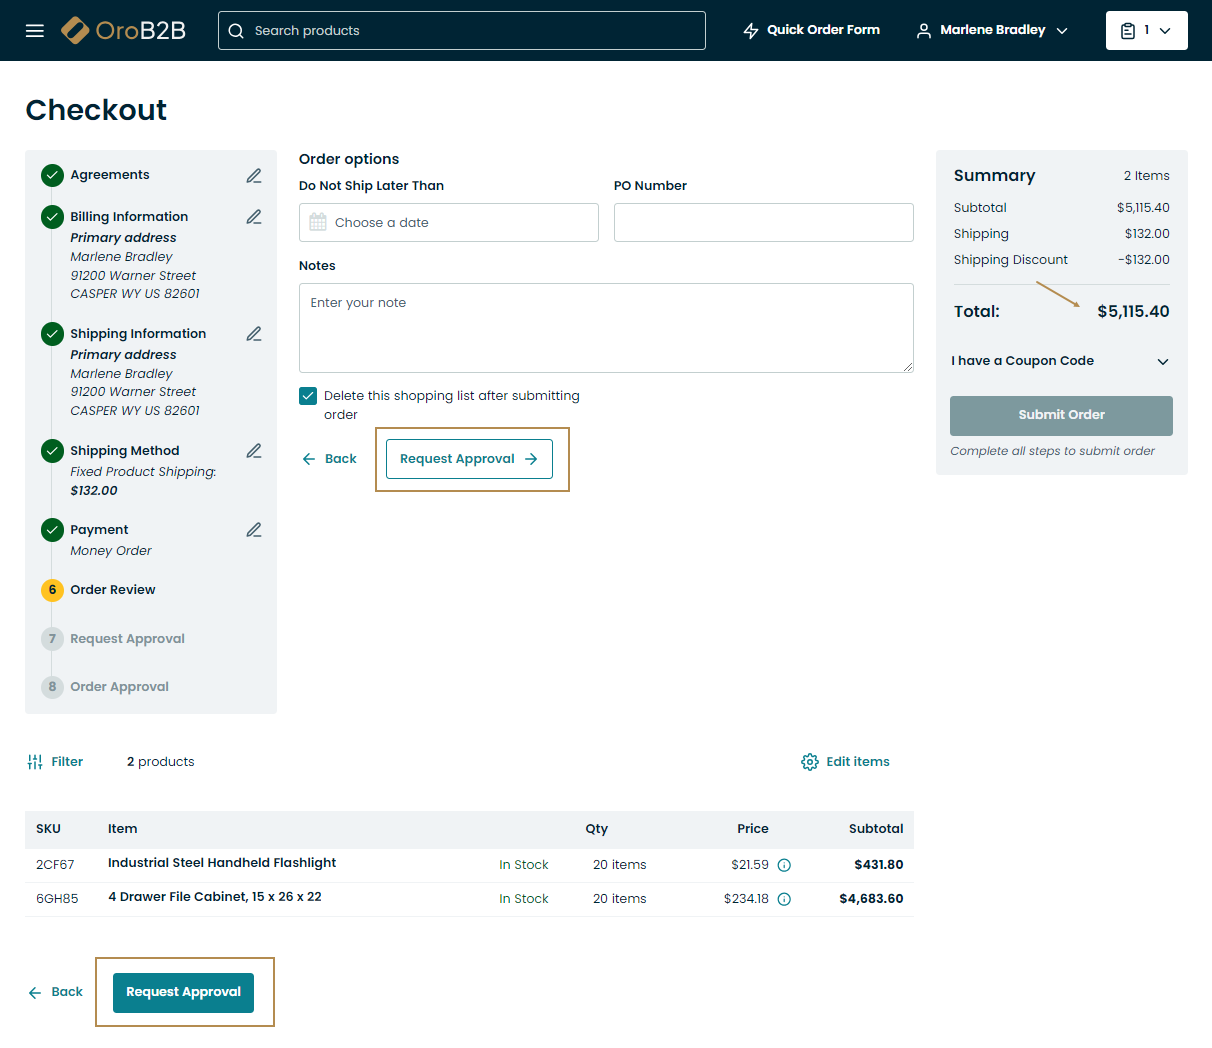 OroB2B
Search products
Quick Order Form
Marlene Bradley
1
Checkout
Agreements
Billing Information
Primary address
Marlene Bradley
91200 Warner Street
CASPER WY US 82601
Shipping Information
Primary address
Marlene Bradley
91200 Warner Street
CASPER WY US 82601
Shipping Method
Fixed Product Shipping:
$132.00
Payment
Money Order
6 Order Review
7 Request Approval
8 Order Approval
Order options
Do Not Ship Later Than
PO Number
Choose a date
Notes
Enter your note
Delete this shopping list after submitting
order
Back
Request Approval
Summary 2 Items
Subtotal $5,115.40
Shipping $132.00
Shipping Discount -$132.00
Total: $5,115.40
I have a Coupon Code
Submit Order
Complete all steps to submit order
Filter 2 products Edit items
SKU Item Qty Price Subtotal
2CF67 Industrial Steel Handheld Flashlight In Stock 20 items $21.59 $431.80
6GH85 4 Drawer File Cabinet, 15 x 26 x 22 In Stock 20 items $234.18 $4,683.60
Back
Request Approval